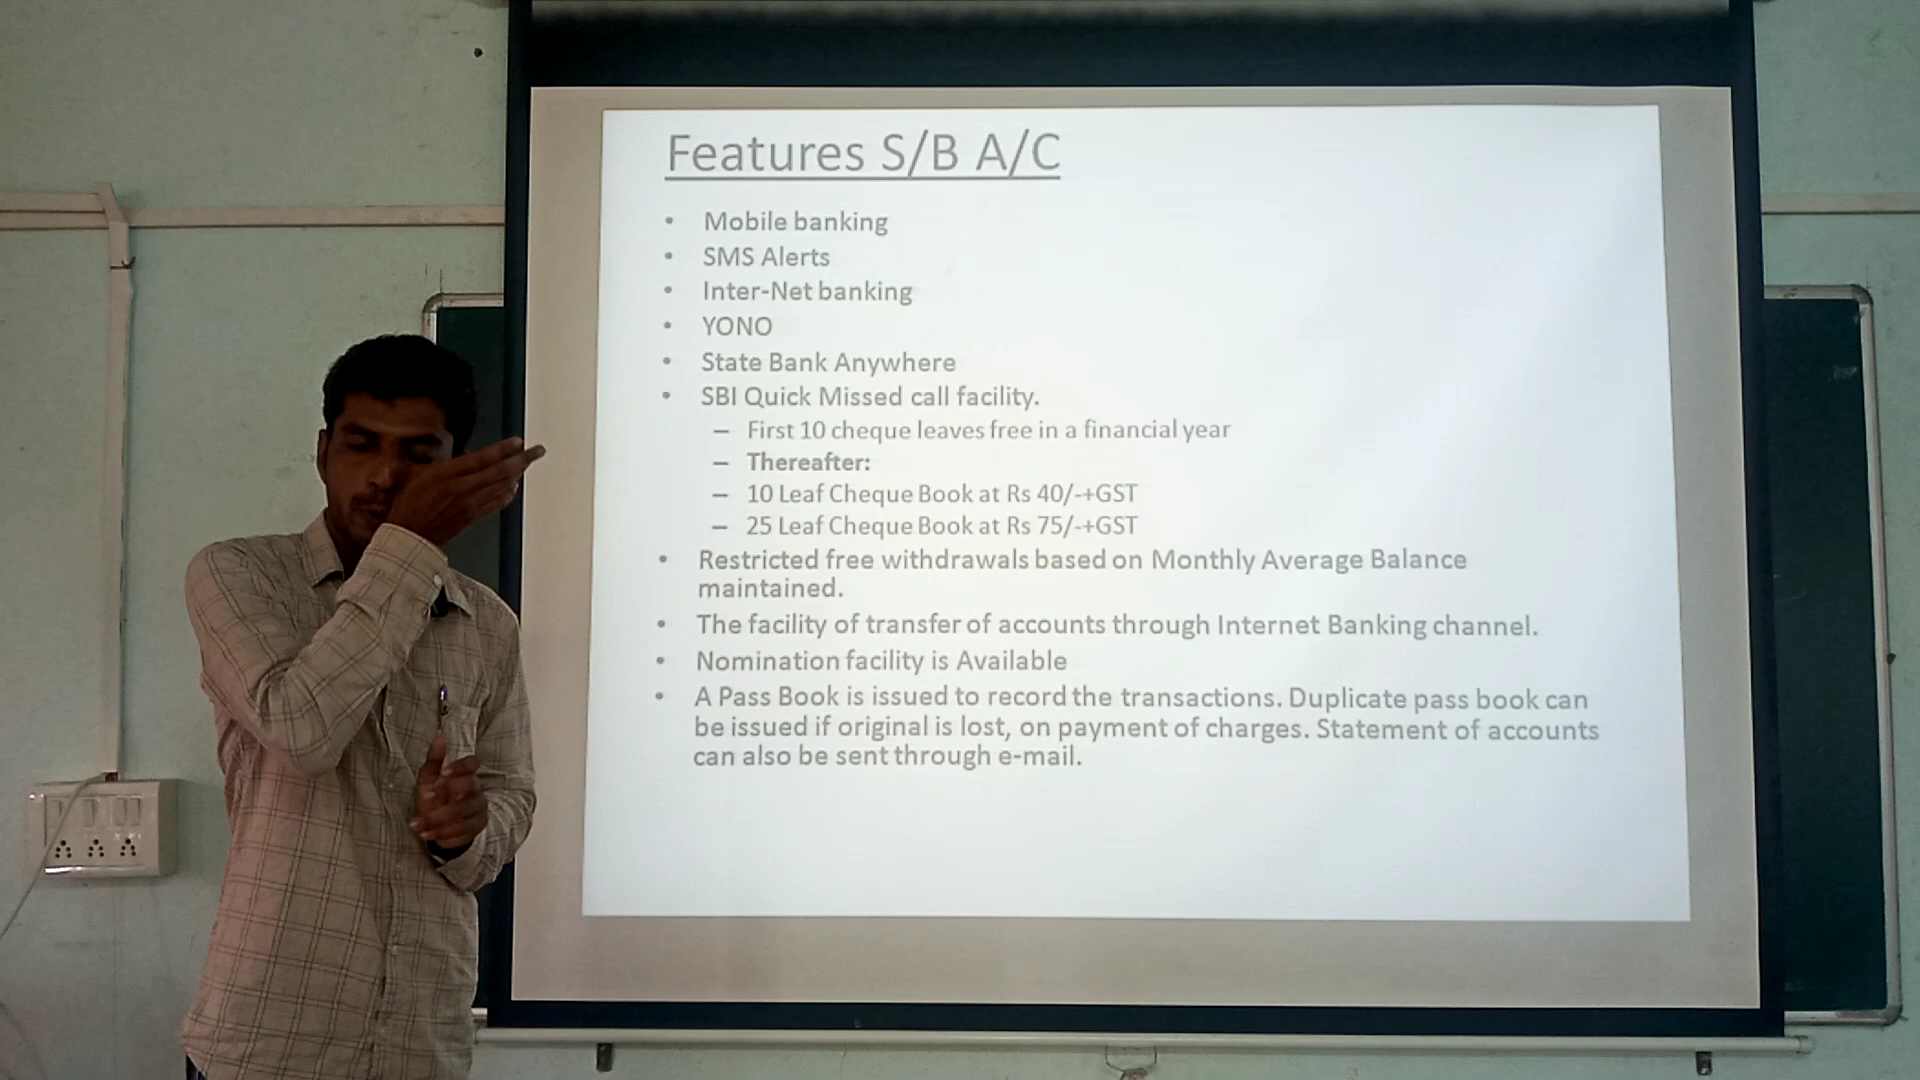 Features S/B A/C
• Mobile banking
• SMS Alerts
• Inter-Net banking
• YONO
• State Bank Anywhere
• SBI Quick Missed call facility.
– First 10 cheque leaves free in a financial year
– Thereafter:
– 10 Leaf Cheque Book at Rs 40/-+GST
– 25 Leaf Cheque Book at Rs 75/-+GST
• Restricted free withdrawals based on Monthly Average Balance
maintained.
• The facility of transfer of accounts through Internet Banking channel.
• Nomination facility is Available
• A Pass Book is issued to record the transactions. Duplicate pass book can
be issued if original is lost, on payment of charges. Statement of accounts
can also be sent through e-mail.